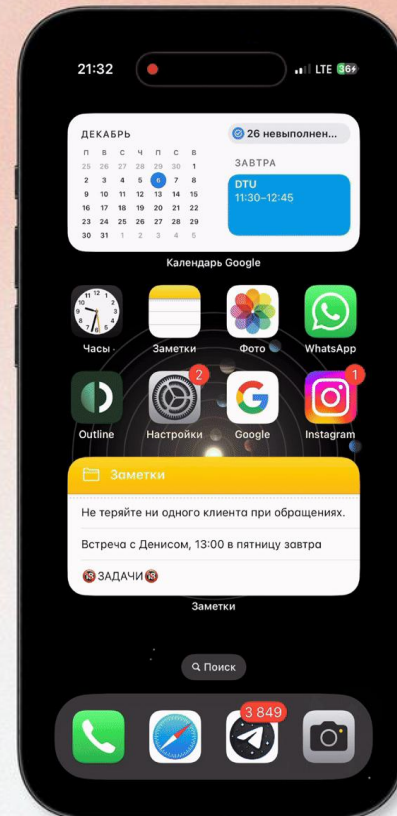 21:32
LTE 36
ДЕКАБРЬ
П В С Ч П С В
25 26 27 28 29 30 1
2 3 4 5 6 7 8
9 10 11 12 13 14 15
16 17 18 19 20 21 22
23 24 25 26 27 28 29
30 31 1 2 3 4 5
26 невыполнен...
ЗАВТРА
DTU
11:30–12:45
Календарь Google
Часы
Заметки
Фото
WhatsApp
2
1
Outline
Настройки
Google
Instagram
Заметки
Не теряйте ни одного клиента при обращениях.
Встреча с Денисом, 13:00 в пятницу завтра
🔞ЗАДАЧИ🔞
Заметки
Поиск
3 849